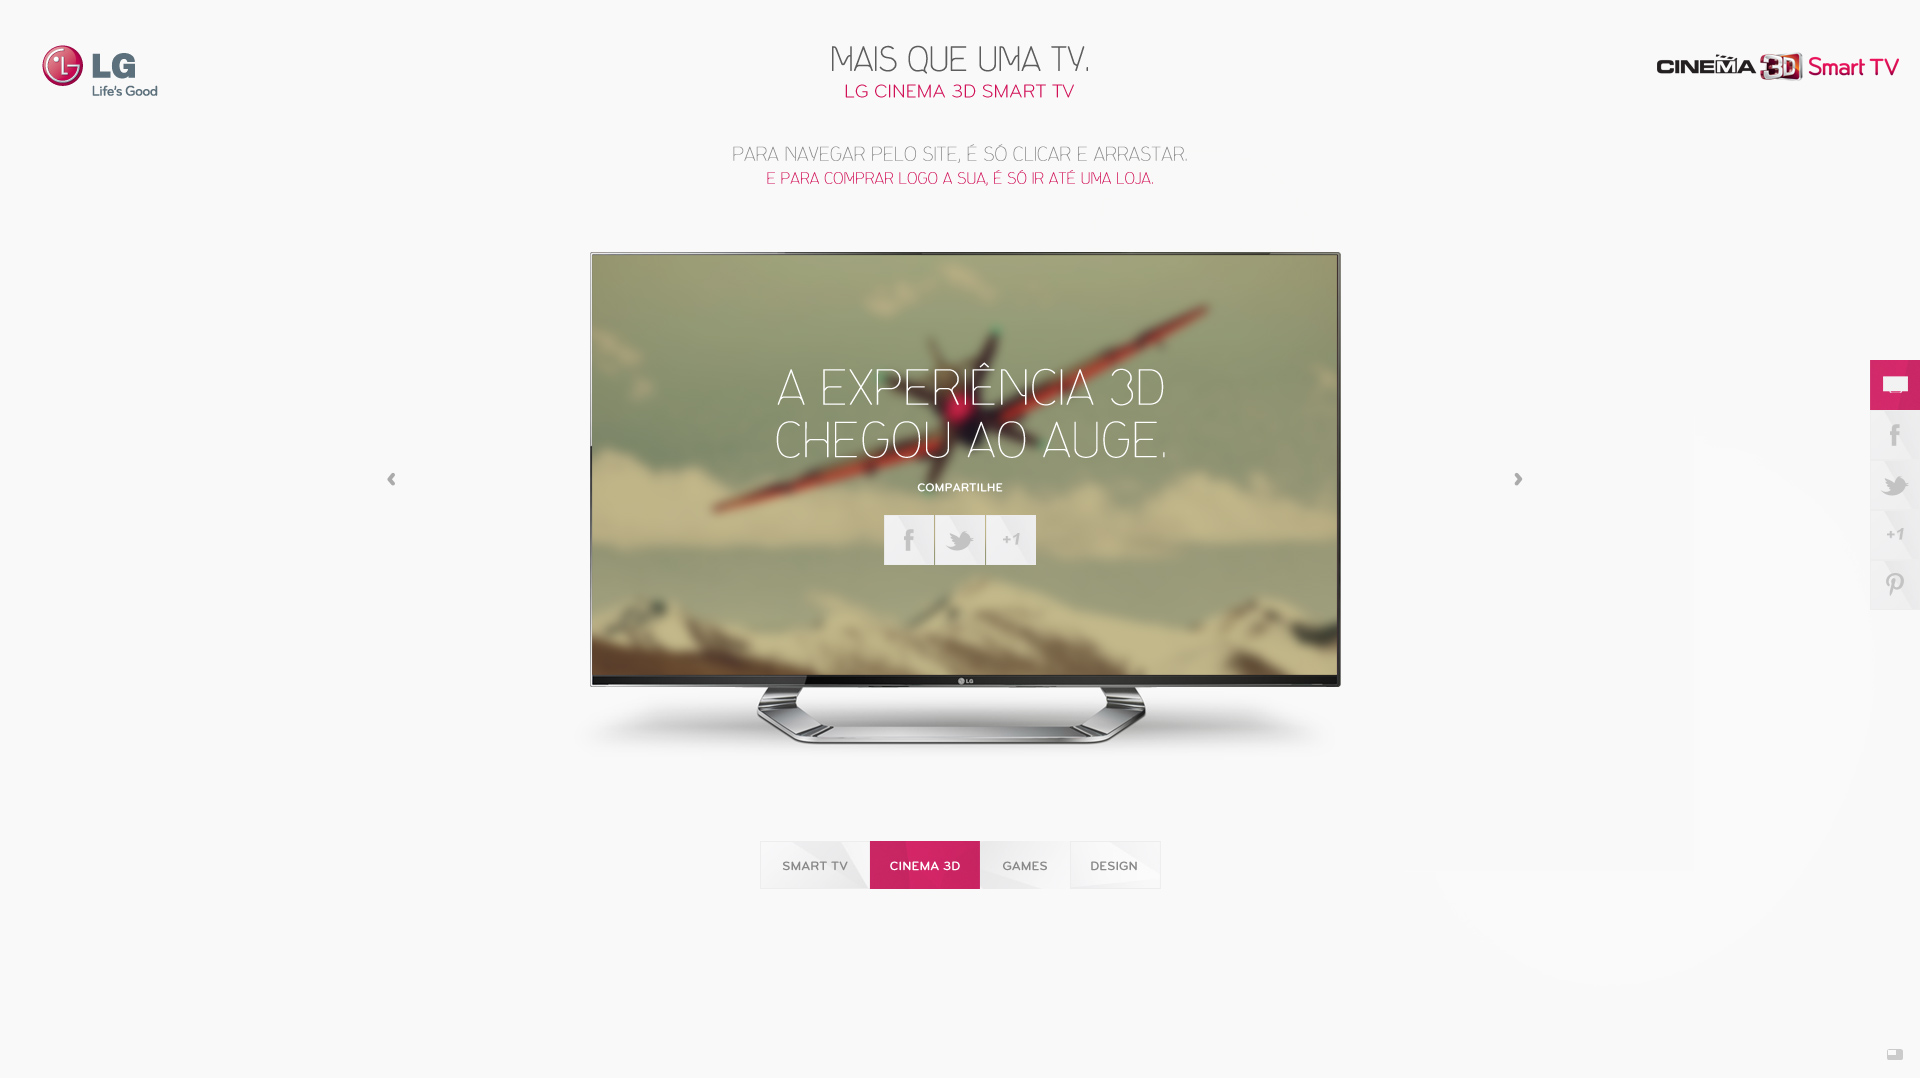 LG
Life's Good
MAIS QUE UMA TV.
LG CINEMA 3D SMART TV
CINEMA 3D Smart TV
PARA NAVEGAR PELO SITE, É SÓ CLICAR E ARRASTAR.
E PARA COMPRAR LOGO A SUA, É SÓ IR ATÉ UMA LOJA.
A EXPERIÊNCIA 3D
CHEGOU AO AUGE.
COMPARTILHE
f
+1
f
+1
LG
SMART TV
CINEMA 3D
GAMES
DESIGN